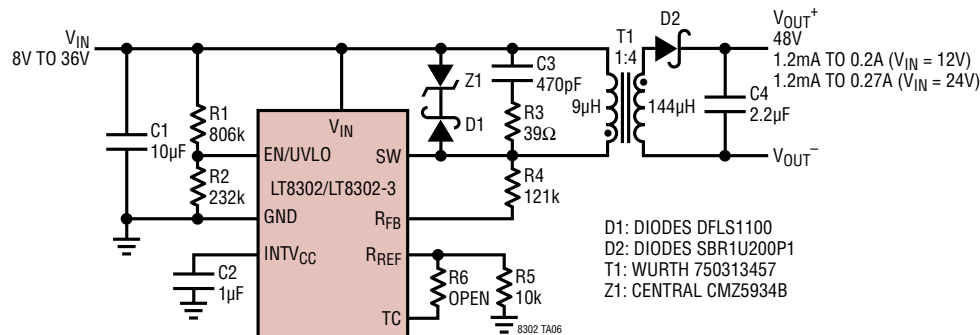 V_IN
8V TO 36V
C1
10µF
R1
806k
R2
232k
V_IN
EN/UVLO
SW
LT8302/LT8302-3
GND
R_FB
INTV_CC
R_REF
TC
C2
1µF
Z1
D1
C3
470pF
R3
39Ω
R4
121k
R6
OPEN
R5
10k
T1
1:4
9µH
144µH
D2
C4
2.2µF
V_OUT+
48V
1.2mA TO 0.2A (V_IN = 12V)
1.2mA TO 0.27A (V_IN = 24V)
V_OUT–
D1: DIODES DFLS1100
D2: DIODES SBR1U200P1
T1: WURTH 750313457
Z1: CENTRAL CMZ5934B
8302 TA06